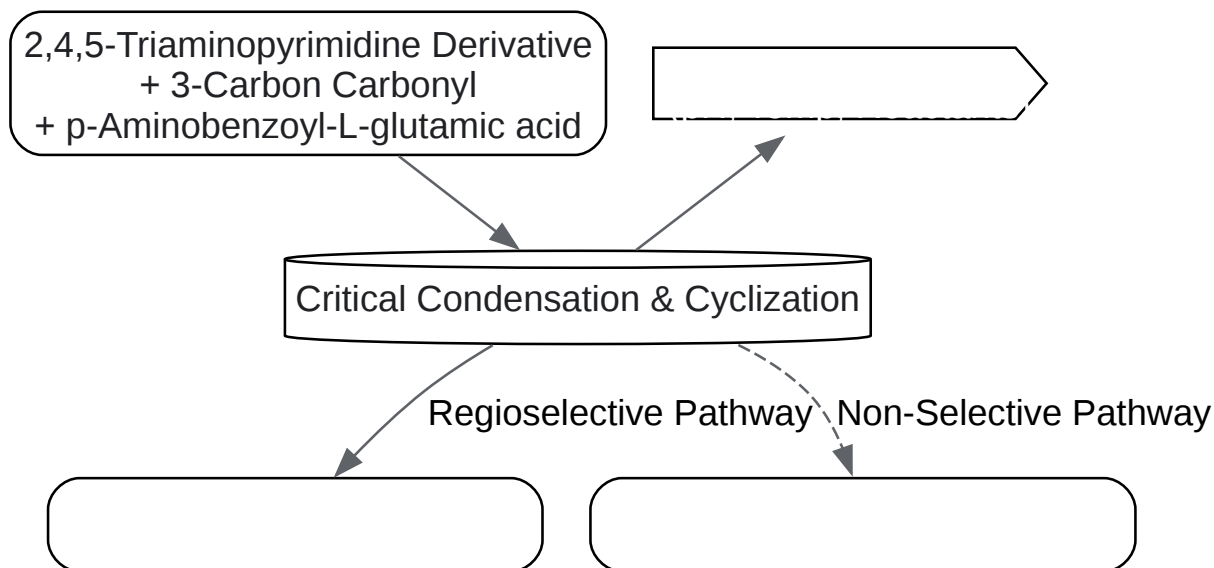 2,4,5-Triaminopyrimidine Derivative
+ 3-Carbon Carbonyl
+ p-Aminobenzoyl-L-glutamic acid
Critical Condensation & Cyclization
Regioselective Pathway
Non-Selective Pathway